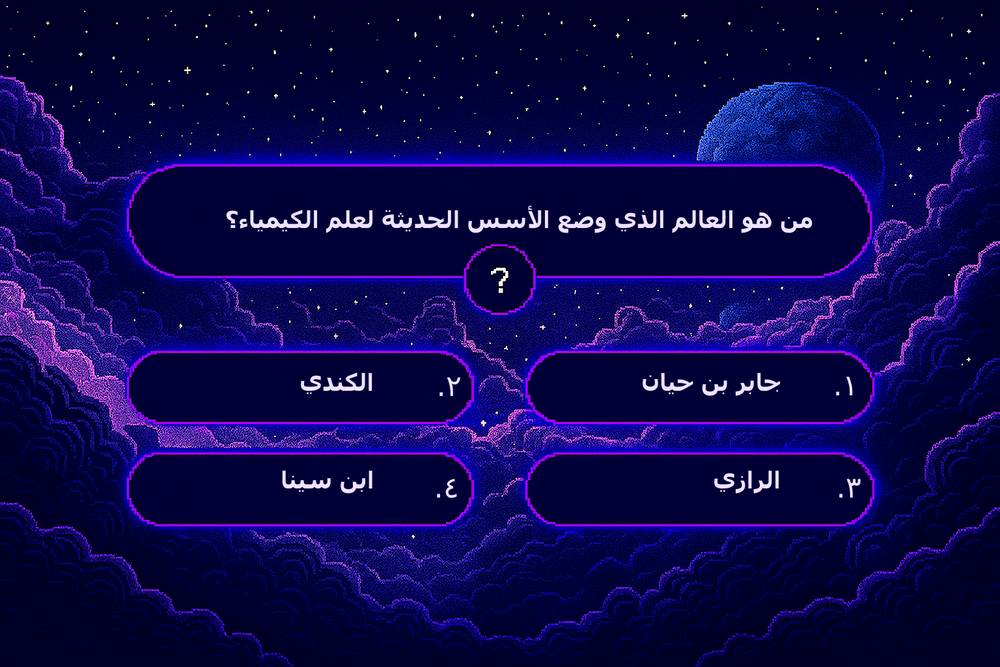 من هو العالم الذي وضع الأسس الحديثة لعلم الكيمياء؟
?
١. جابر بن حيان
٢. الكندي
٣. الرازي
٤. ابن سينا